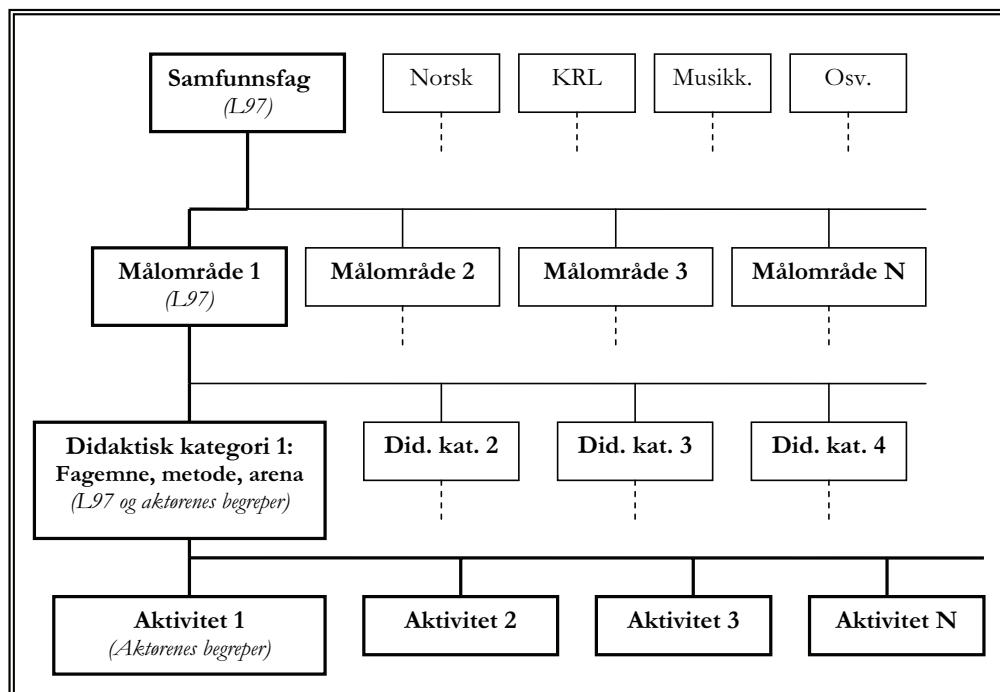 Samfunnsfag
(L97)
Norsk
KRL
Musikk.
Osv.
Målområde 1
(L97)
Målområde 2
Målområde 3
Målområde N
Didaktisk kategori 1:
Fagemne, metode, arena
(L97 og aktørenes begreper)
Did. kat. 2
Did. kat. 3
Did. kat. 4
Aktivitet 1
(Aktørenes begreper)
Aktivitet 2
Aktivitet 3
Aktivitet N